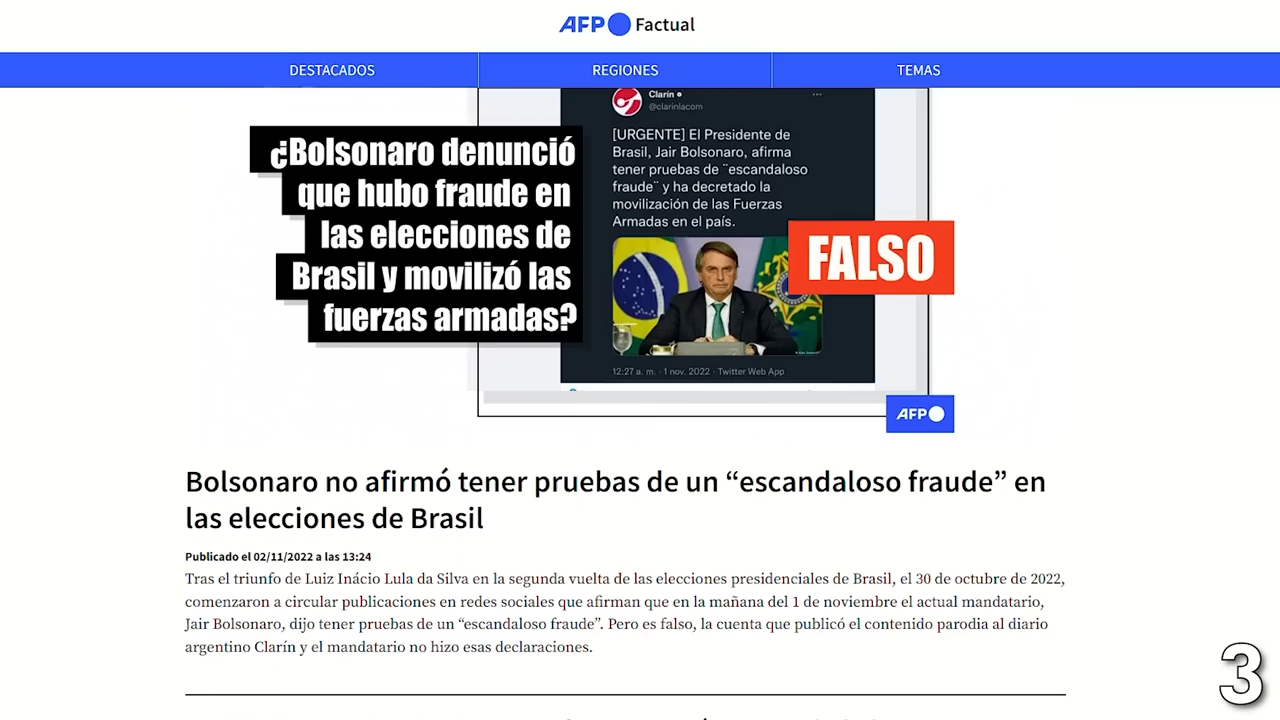 AFP Factual
DESTACADOS
REGIONES
TEMAS
¿Bolsonaro denunció
que hubo fraude en
las elecciones de
Brasil y movilizó las
fuerzas armadas?
Clarín
@clarinlacom
[URGENTE] El Presidente de
Brasil, Jair Bolsonaro, afirma
tener pruebas de ¨escandaloso
fraude¨ y ha decretado la
movilización de las Fuerzas
Armadas en el país.
FALSO
12:27 a. m. · 1 nov. 2022 · Twitter Web App
AFP
Bolsonaro no afirmó tener pruebas de un “escandaloso fraude” en
las elecciones de Brasil
Publicado el 02/11/2022 a las 13:24
Tras el triunfo de Luiz Inácio Lula da Silva en la segunda vuelta de las elecciones presidenciales de Brasil, el 30 de octubre de 2022,
comenzaron a circular publicaciones en redes sociales que afirman que en la mañana del 1 de noviembre el actual mandatario,
Jair Bolsonaro, dijo tener pruebas de un “escandaloso fraude”. Pero es falso, la cuenta que publicó el contenido parodia al diario
argentino Clarín y el mandatario no hizo esas declaraciones.
3